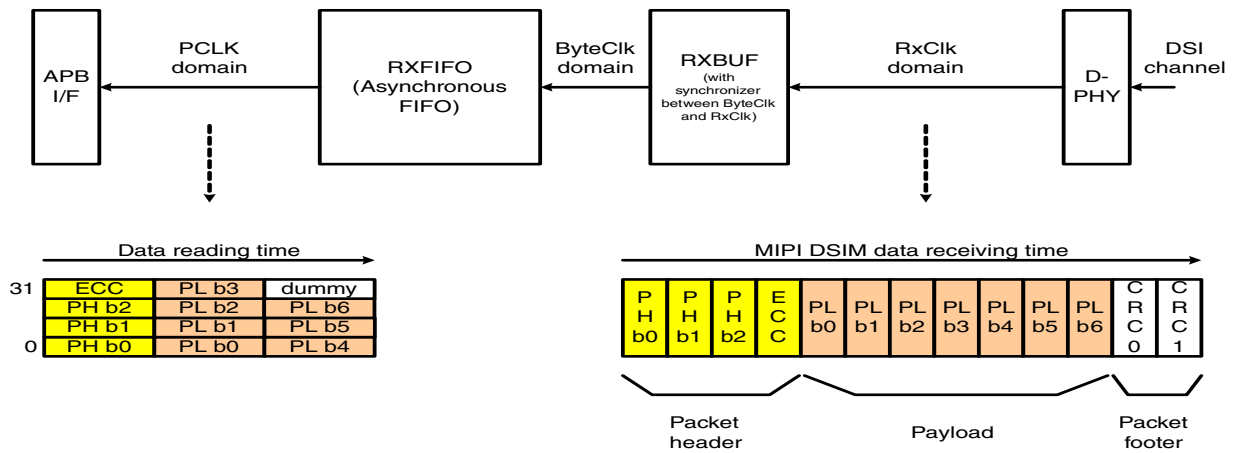 APB
I/F
PCLK
domain
RXFIFO
(Asynchronous
FIFO)
ByteClk
domain
RXBUF
(with
synchronizer
between ByteClk
and RxClk)
RxClk
domain
D-
PHY
DSI
channel
Data reading time
31 ECC PL b3 dummy
PH b2 PL b2 PL b6
PH b1 PL b1 PL b5
0 PH b0 PL b0 PL b4
MIPI DSIM data receiving time
P
H
b0
P
H
b1
P
H
b2
E
C
C
PL
b0
PL
b1
PL
b2
PL
b3
PL
b4
PL
b5
PL
b6
C
R
C
0
C
R
C
1
Packet
header
Payload
Packet
footer